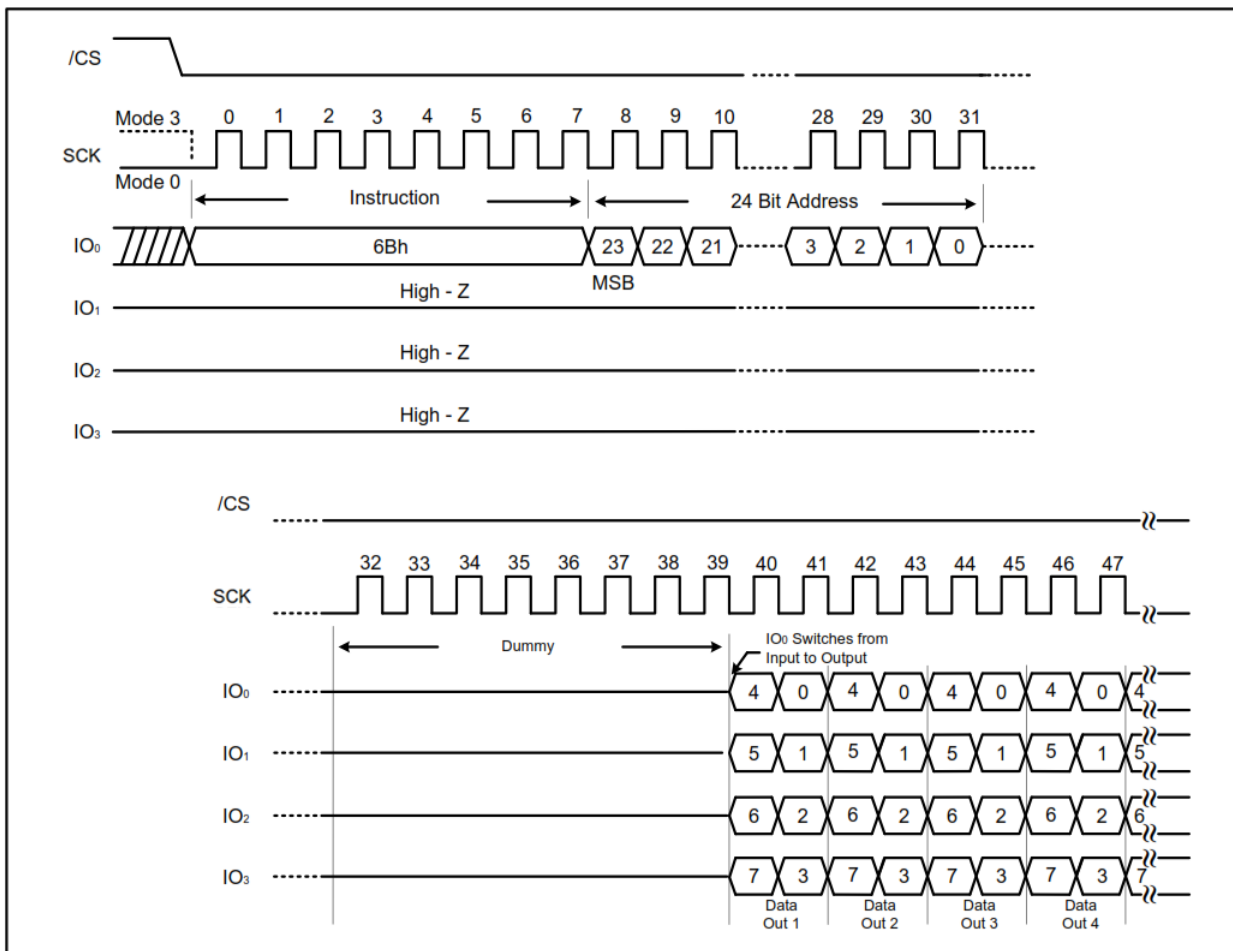 /CS
Mode 3 0 1 2 3 4 5 6 7 8 9 10 28 29 30 31
SCK
Mode 0
Instruction 24 Bit Address
IO₀ 6Bh 23 22 21 3 2 1 0
MSB
High - Z
IO₁
High - Z
IO₂
High - Z
IO₃
/CS
32 33 34 35 36 37 38 39 40 41 42 43 44 45 46 47
SCK
Dummy
IO₀ Switches from
Input to Output
IO₀ 4 0 4 0 4 0 4 0 4
IO₁ 5 1 5 1 5 1 5 1 5
IO₂ 6 2 6 2 6 2 6 2 6
IO₃ 7 3 7 3 7 3 7 3 7
Data Data Data Data
Out 1 Out 2 Out 3 Out 4